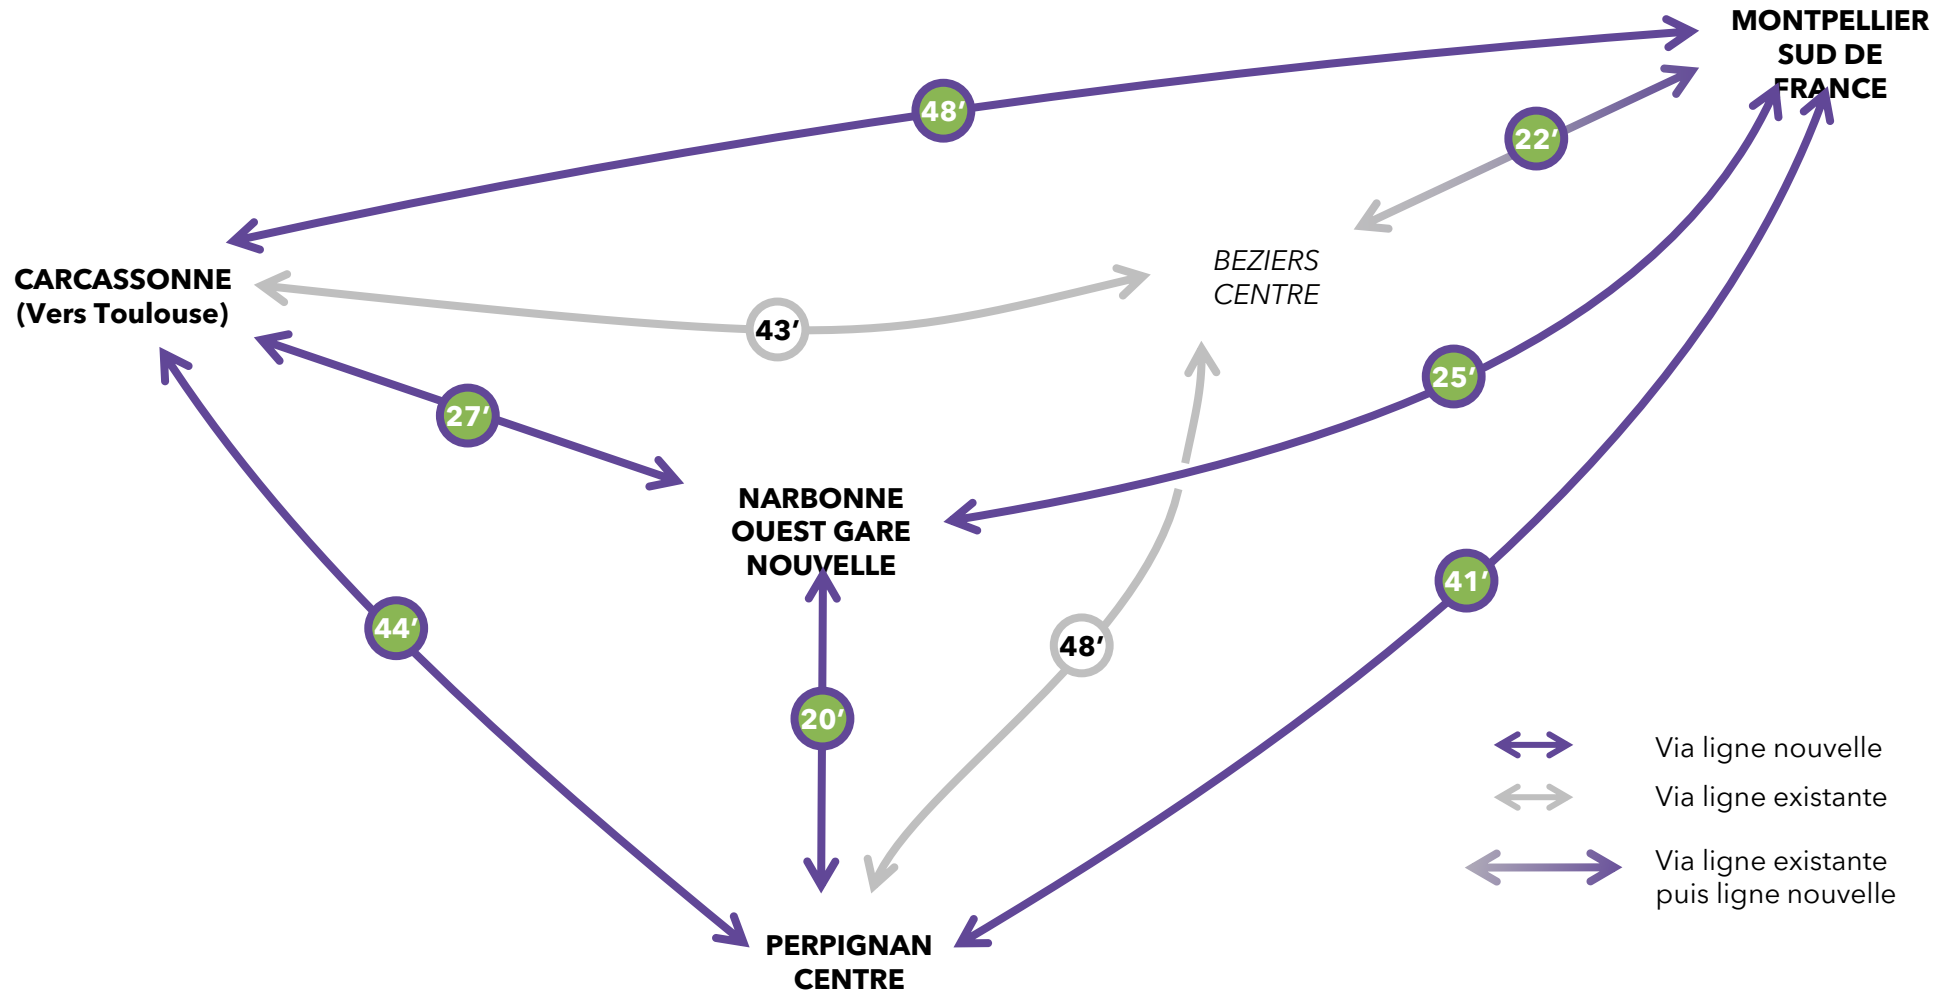 MONTPELLIER
SUD DE
FRANCE
48’
22’
BEZIERS
CENTRE
CARCASSONNE
(Vers Toulouse)
43’
25’
27’
NARBONNE
OUEST GARE
NOUVELLE
41’
44’
48’
20’
Via ligne nouvelle
Via ligne existante
Via ligne existante
puis ligne nouvelle
PERPIGNAN
CENTRE